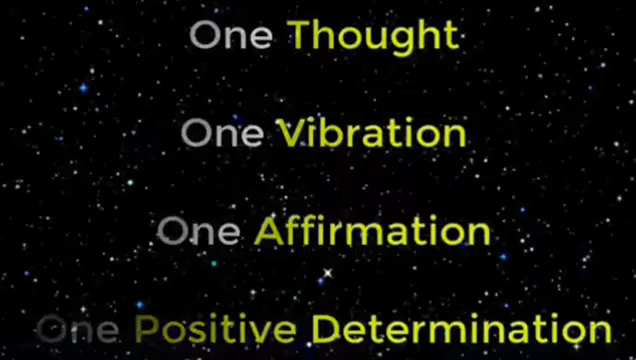 One Thought
One Vibration
One Affirmation
One Positive Determination